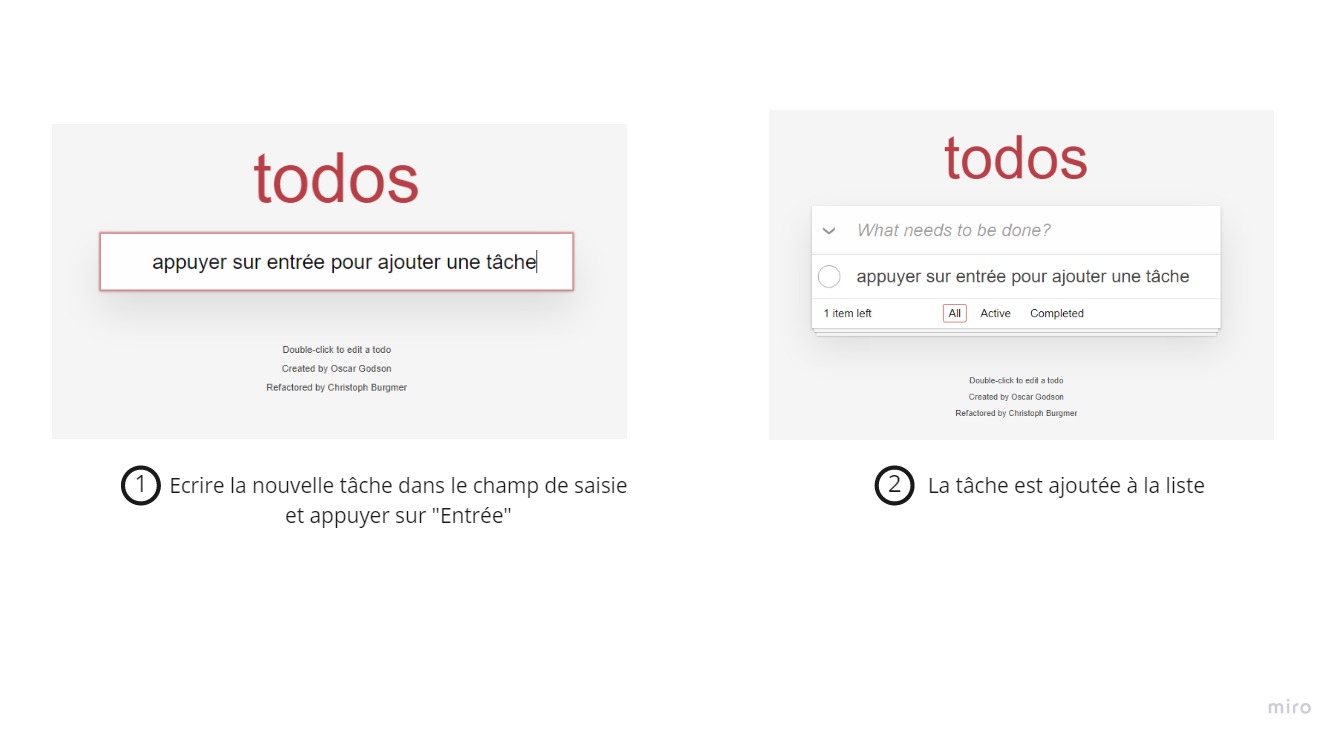 todos
appuyer sur entrée pour ajouter une tâche
Double-click to edit a todo
Created by Oscar Godson
Refactored by Christoph Burgmer
1 Ecrire la nouvelle tâche dans le champ de saisie
et appuyer sur "Entrée"
todos
What needs to be done?
appuyer sur entrée pour ajouter une tâche
1 item left All Active Completed
Double-click to edit a todo
Created by Oscar Godson
Refactored by Christoph Burgmer
2 La tâche est ajoutée à la liste
miro